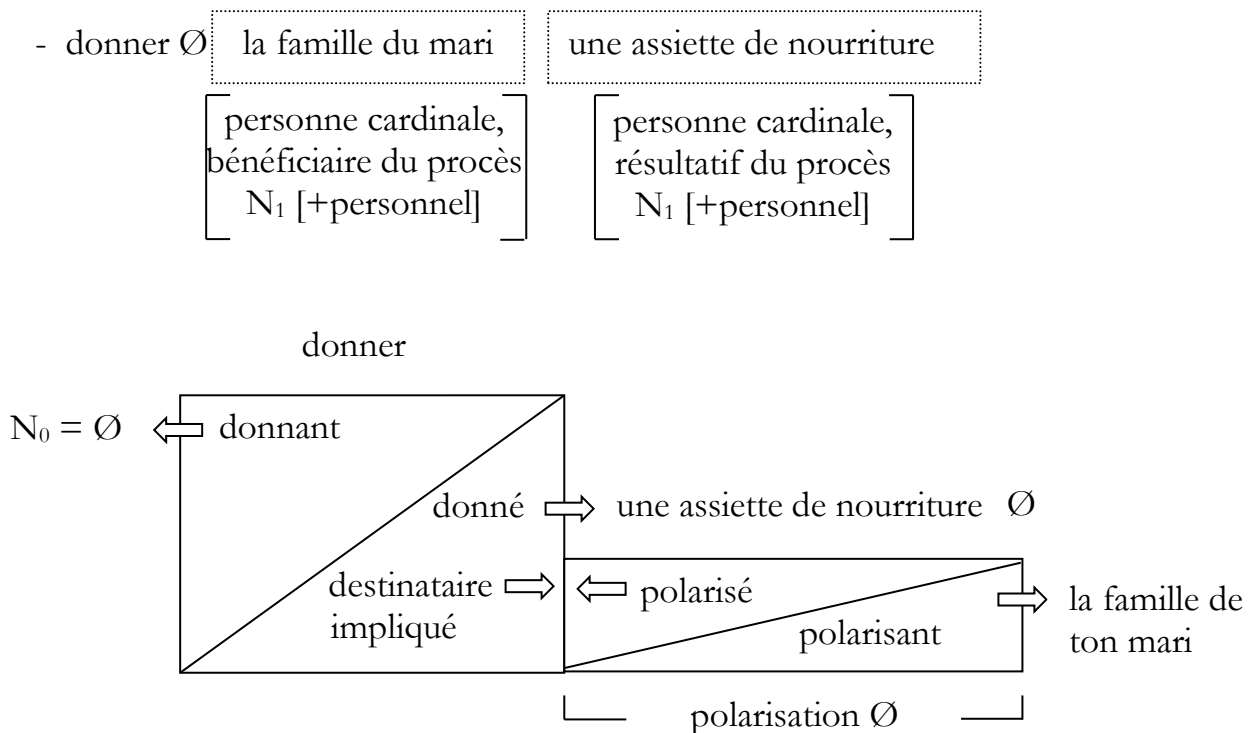 - donner Ø la famille du mari une assiette de nourriture
personne cardinale,
bénéficiaire du procès
N₁ [+personnel]
personne cardinale,
résultatif du procès
N₁ [+personnel]
donner
N₀ = Ø donnant
donné une assiette de nourriture Ø
destinataire
impliqué
polarisé
polarisant
la famille de
ton mari
polarisation Ø